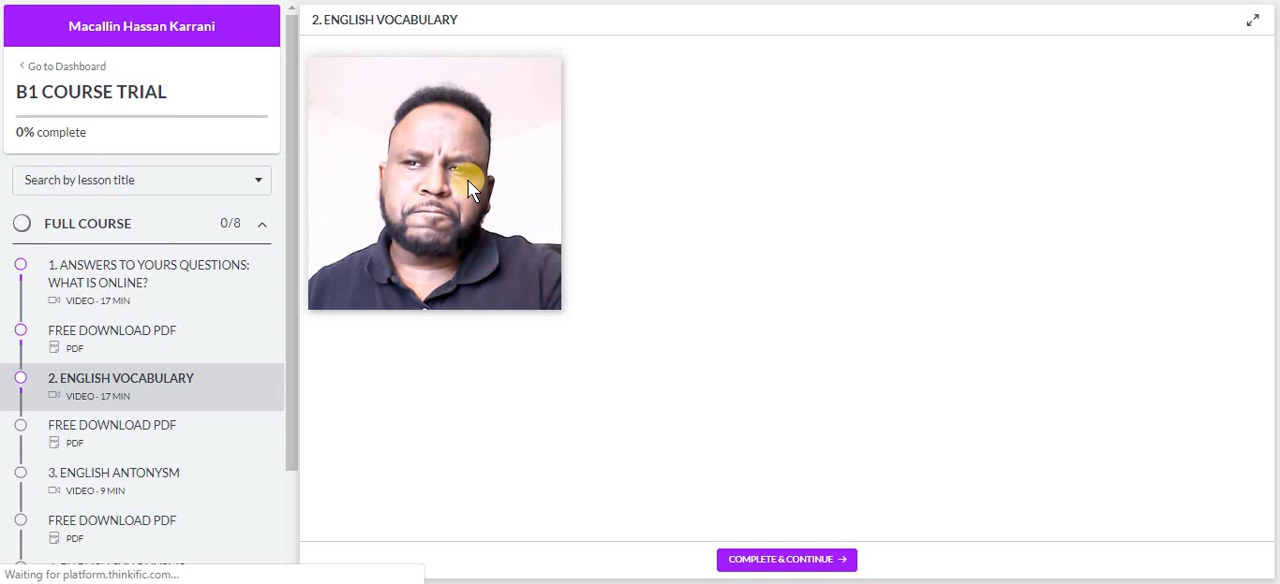 Macallin Hassan Karrani
Go to Dashboard
B1 COURSE TRIAL
0% complete
Search by lesson title
FULL COURSE 0/8
1. ANSWERS TO YOURS QUESTIONS:
WHAT IS ONLINE?
VIDEO · 17 MIN
FREE DOWNLOAD PDF
PDF
2. ENGLISH VOCABULARY
VIDEO · 17 MIN
FREE DOWNLOAD PDF
PDF
3. ENGLISH ANTONYSM
VIDEO · 9 MIN
FREE DOWNLOAD PDF
PDF
Waiting for platform.thinkific.com...
2. ENGLISH VOCABULARY
COMPLETE & CONTINUE →